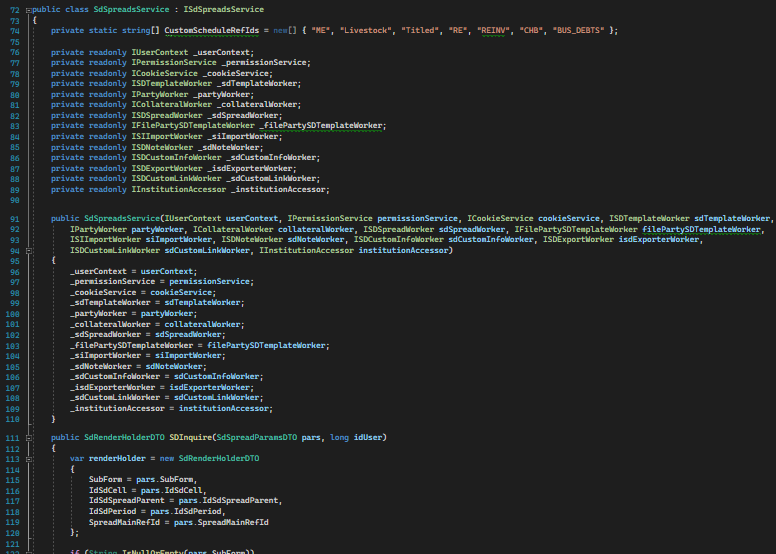 72 public class SdSpreadsService : ISdSpreadsService
73 {
74 private static string[] CustomScheduleRefIds = new[] { "ME", "Livestock", "Titled", "RE", "REINV", "CHB", "BUS_DEBTS" };
75
76 private readonly IUserContext _userContext;
77 private readonly IPermissionService _permissionService;
78 private readonly ICookieService _cookieService;
79 private readonly ISDTemplateWorker _sdTemplateWorker;
80 private readonly IPartyWorker _partyWorker;
81 private readonly ICollateralWorker _collateralWorker;
82 private readonly ISDSpreadWorker _sdSpreadWorker;
83 private readonly IFilePartySDTemplateWorker _filePartySDTemplateWorker;
84 private readonly ISIImportWorker _siImportWorker;
85 private readonly ISDNoteWorker _sdNoteWorker;
86 private readonly ISDCustomInfoWorker _sdCustomInfoWorker;
87 private readonly ISDExportWorker _isdExporterWorker;
88 private readonly ISDCustomLinkWorker _sdCustomLinkWorker;
89 private readonly IInstitutionAccessor _institutionAccessor;
90
91 public SdSpreadsService(IUserContext userContext, IPermissionService permissionService, ICookieService cookieService, ISDTemplateWorker sdTemplateWorker,
92 IPartyWorker partyWorker, ICollateralWorker collateralWorker, ISDSpreadWorker sdSpreadWorker, IFilePartySDTemplateWorker filePartySDTemplateWorker,
93 ISIImportWorker siImportWorker, ISDNoteWorker sdNoteWorker, ISDCustomInfoWorker sdCustomInfoWorker, ISDExportWorker isdExporterWorker,
94 ISDCustomLinkWorker sdCustomLinkWorker, IInstitutionAccessor institutionAccessor)
95 {
96 _userContext = userContext;
97 _permissionService = permissionService;
98 _cookieService = cookieService;
99 _sdTemplateWorker = sdTemplateWorker;
100 _partyWorker = partyWorker;
101 _collateralWorker = collateralWorker;
102 _sdSpreadWorker = sdSpreadWorker;
103 _filePartySDTemplateWorker = filePartySDTemplateWorker;
104 _siImportWorker = siImportWorker;
105 _sdNoteWorker = sdNoteWorker;
106 _sdCustomInfoWorker = sdCustomInfoWorker;
107 _isdExporterWorker = isdExporterWorker;
108 _sdCustomLinkWorker = sdCustomLinkWorker;
109 _institutionAccessor = institutionAccessor;
110 }
111 public SdRenderHolderDTO SDInquire(SdSpreadParamsDTO pars, long idUser)
112 {
113 var renderHolder = new SdRenderHolderDTO
114 {
115 SubForm = pars.SubForm,
116 IdSdCell = pars.IdSdCell,
117 IdSdSpreadParent = pars.IdSdSpreadParent,
118 IdSdPeriod = pars.IdSdPeriod,
119 SpreadMainRefId = pars.SpreadMainRefId
120 };
121
122 if (String.IsNullOrEmpty(pars.SubForm))